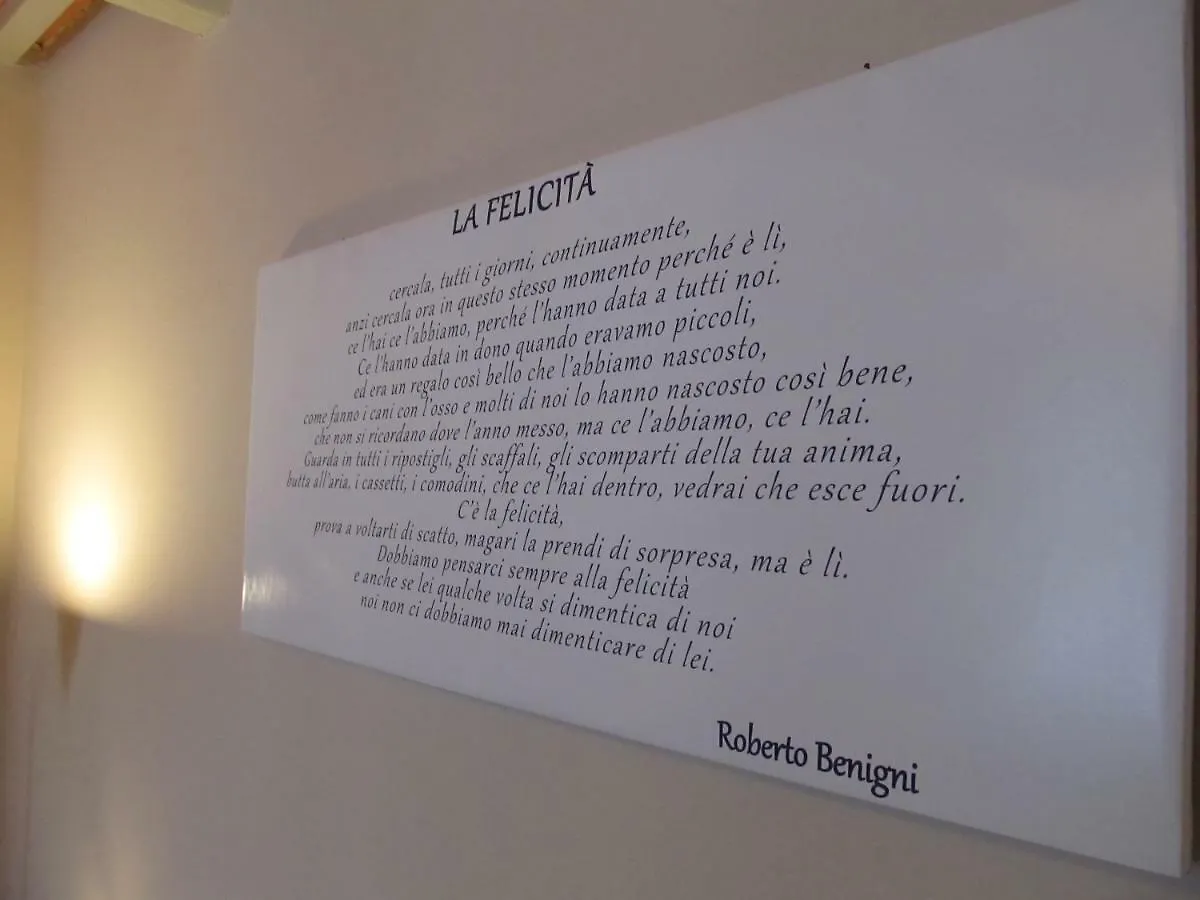 LA FELICITÀ
cercala, tutti i giorni, continuamente,
anzi cercala ora in questo stesso momento perché è lì,
ce l'hai ce l'abbiamo, perché l'hanno data a tutti noi.
Ce l'hanno data in dono quando eravamo piccoli,
ed era un regalo così bello che l'abbiamo nascosto,
come fanno i cani con l'osso e molti di noi lo hanno nascosto così bene,
che non si ricordano dove l'anno messo, ma ce l'abbiamo, ce l'hai.
Guarda in tutti i ripostigli, gli scaffali, gli scomparti della tua anima,
butta all'aria, i cassetti, i comodini, che ce l'hai dentro, vedrai che esce fuori.
C'è la felicità,
prova a voltarti di scatto, magari la prendi di sorpresa, ma è lì.
Dobbiamo pensarci sempre alla felicità
e anche se lei qualche volta si dimentica di noi
noi non ci dobbiamo mai dimenticare di lei.
Roberto Benigni